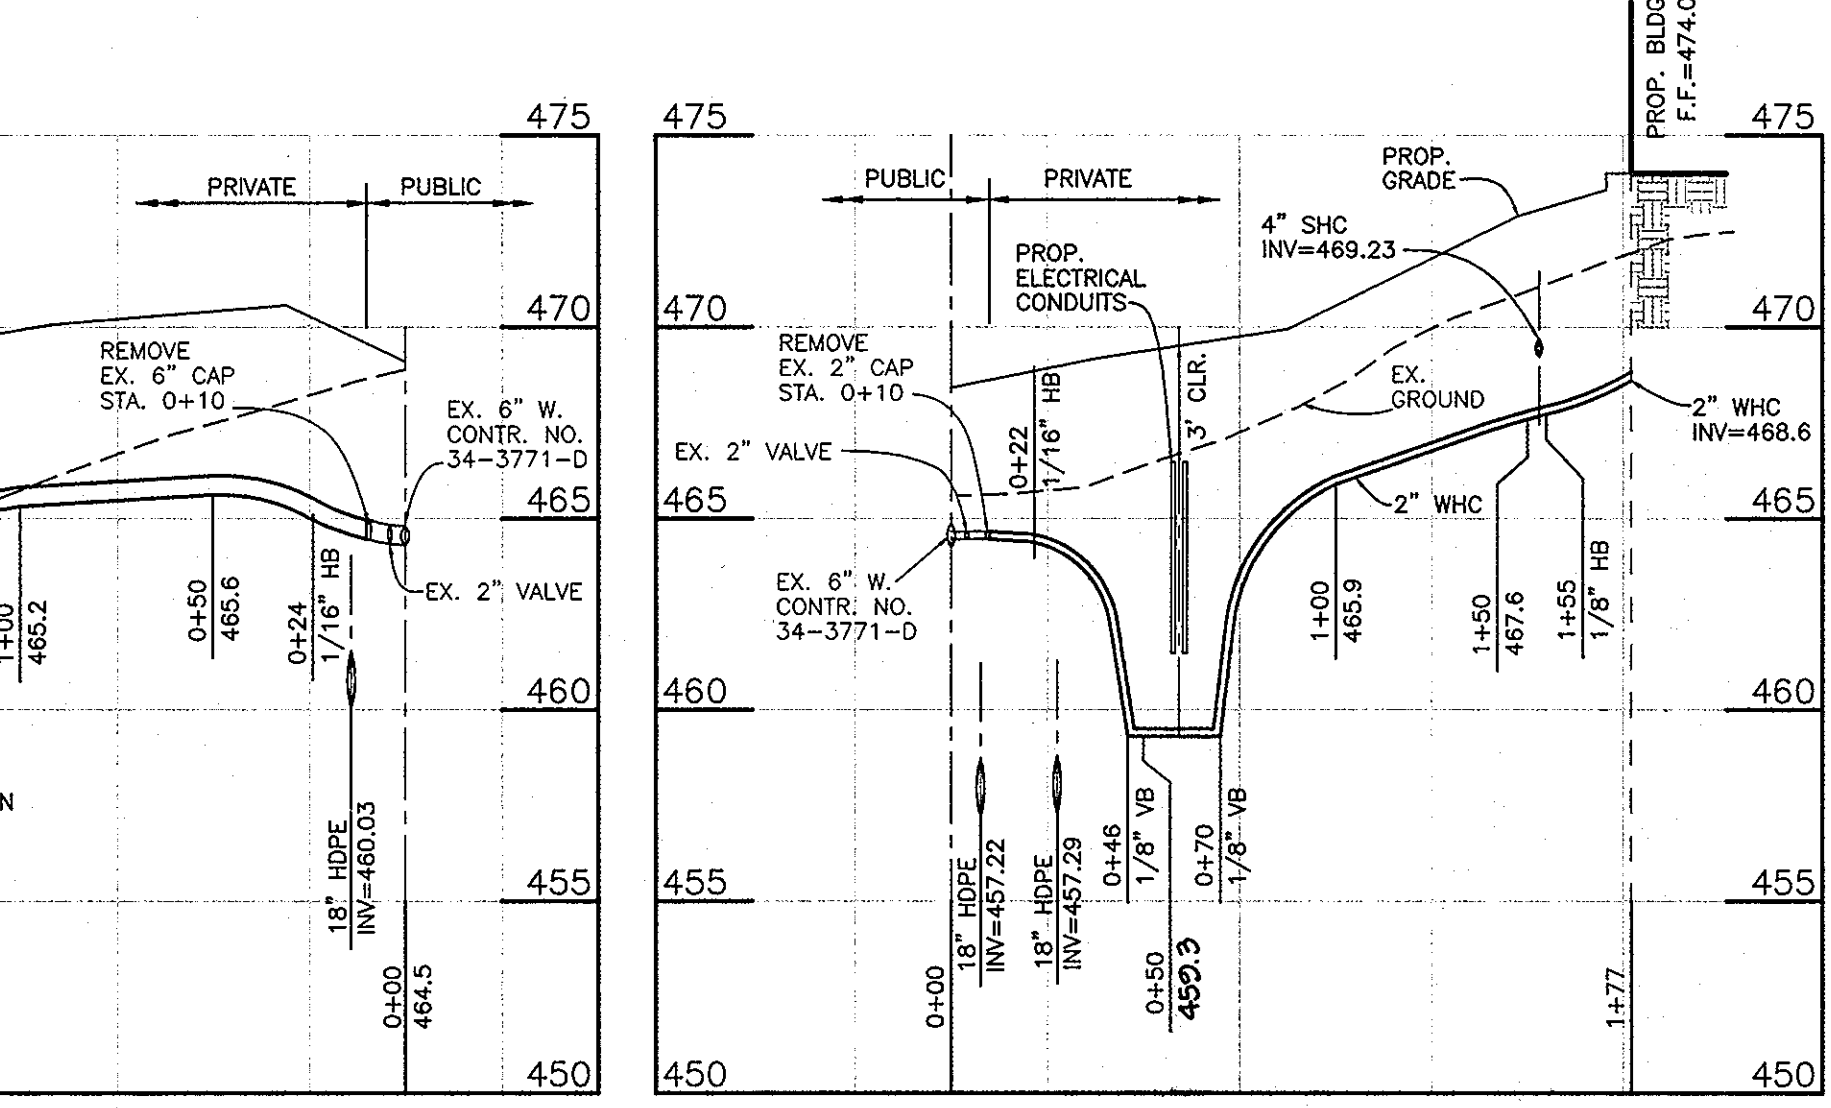 475
470
465
460
455
450
PRIVATE
PUBLIC
REMOVE
EX. 6" CAP
STA. 0+10
EX. 6" W.
CONTR. NO.
34-3771-D
EX. 2" VALVE
1+00
465.2
0+50
465.6
0+24
1/16" HB
18" HDPE
INV=460.03
0+00
464.5
N
475
470
465
460
455
450
PUBLIC
PRIVATE
PROP.
ELECTRICAL
CONDUITS
REMOVE
EX. 2" CAP
STA. 0+10
EX. 2" VALVE
EX. 6" W.
CONTR. NO.
34-3771-D
0+22
1/16" HB
3' CLR.
PROP.
GRADE
4" SHC
INV=469.23
EX.
GROUND
2" WHC
2" WHC
INV=468.6
0+00
18" HDPE
INV=457.22
18" HDPE
INV=457.29
0+46
1/8" VB
0+50
459.3
0+70
1/8" VB
1+00
465.9
1+50
467.6
1+55
1/8" HB
1+77
PROP. BLDG
F.F.=474.0
475
470
465
460
455
450